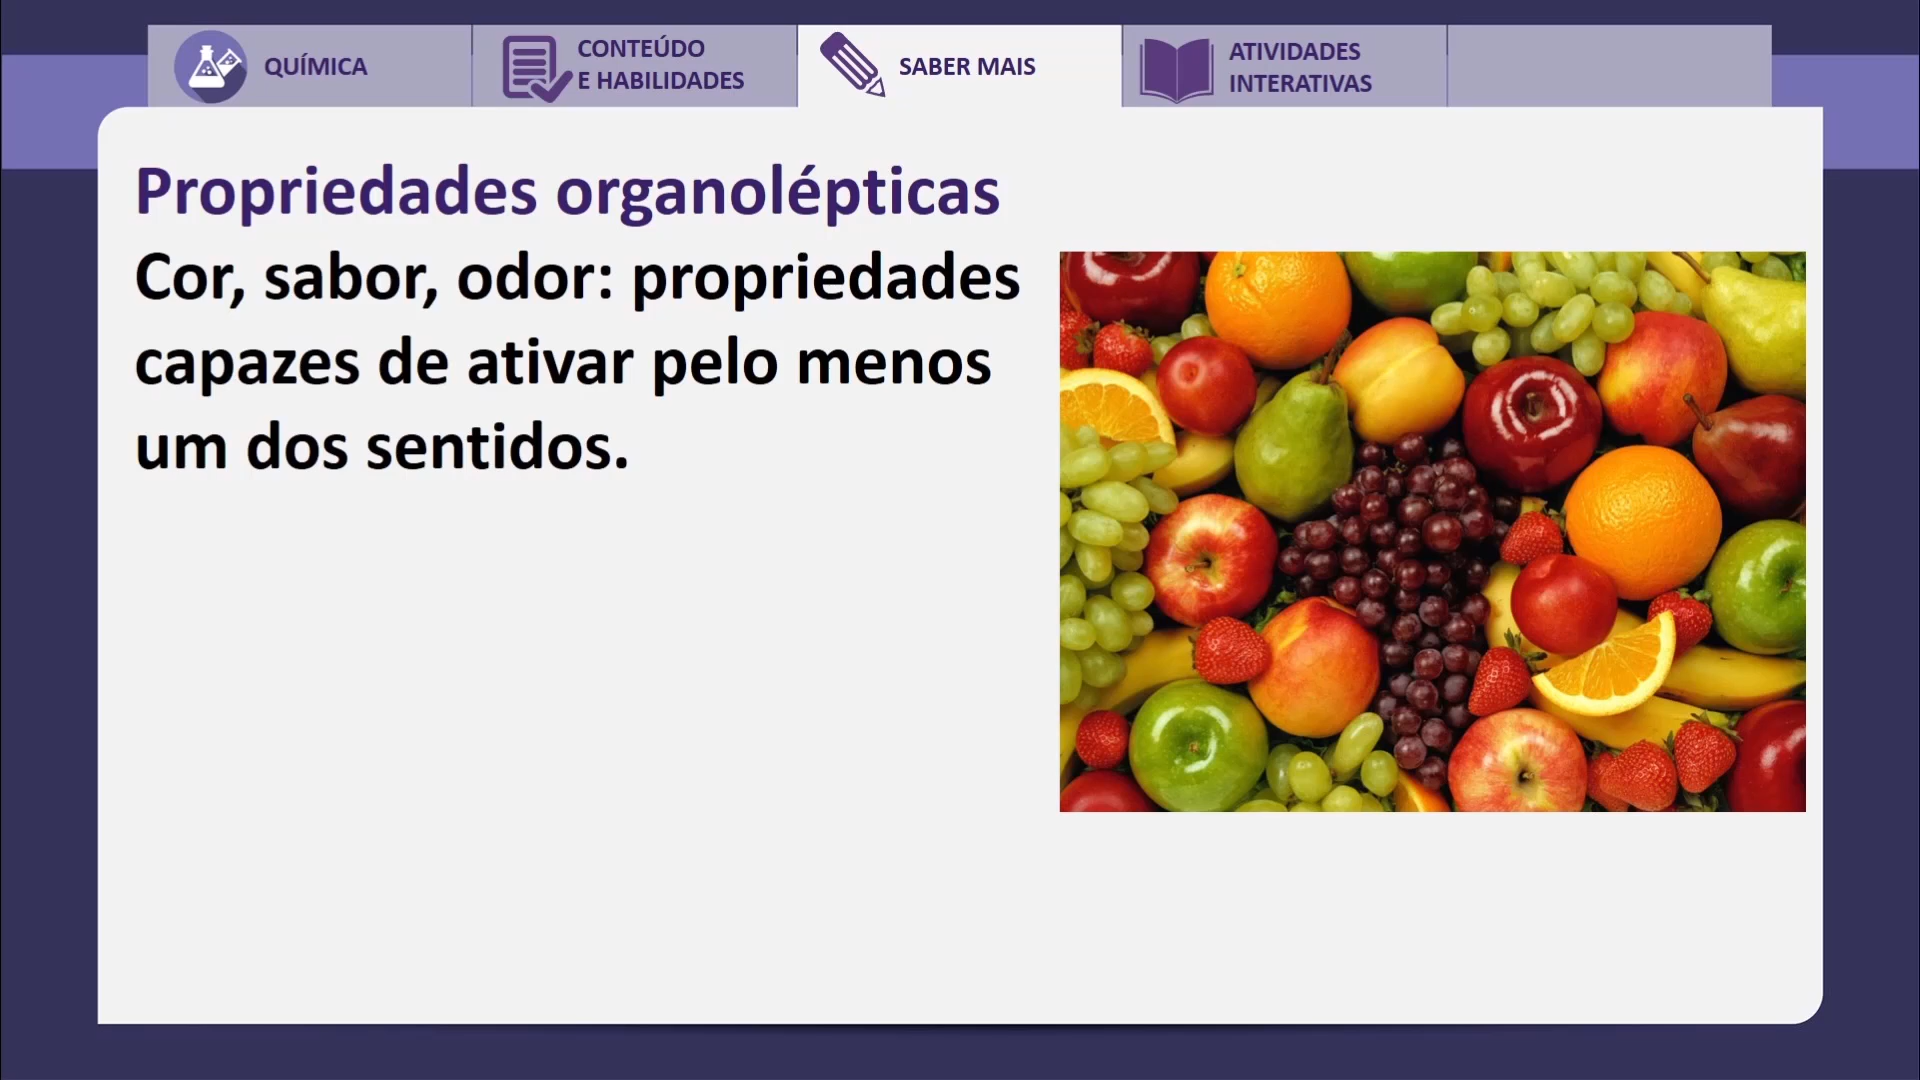 QUÍMICA
CONTEÚDO
E HABILIDADES
SABER MAIS
ATIVIDADES
INTERATIVAS
Propriedades organolépticas
Cor, sabor, odor: propriedades
capazes de ativar pelo menos
um dos sentidos.